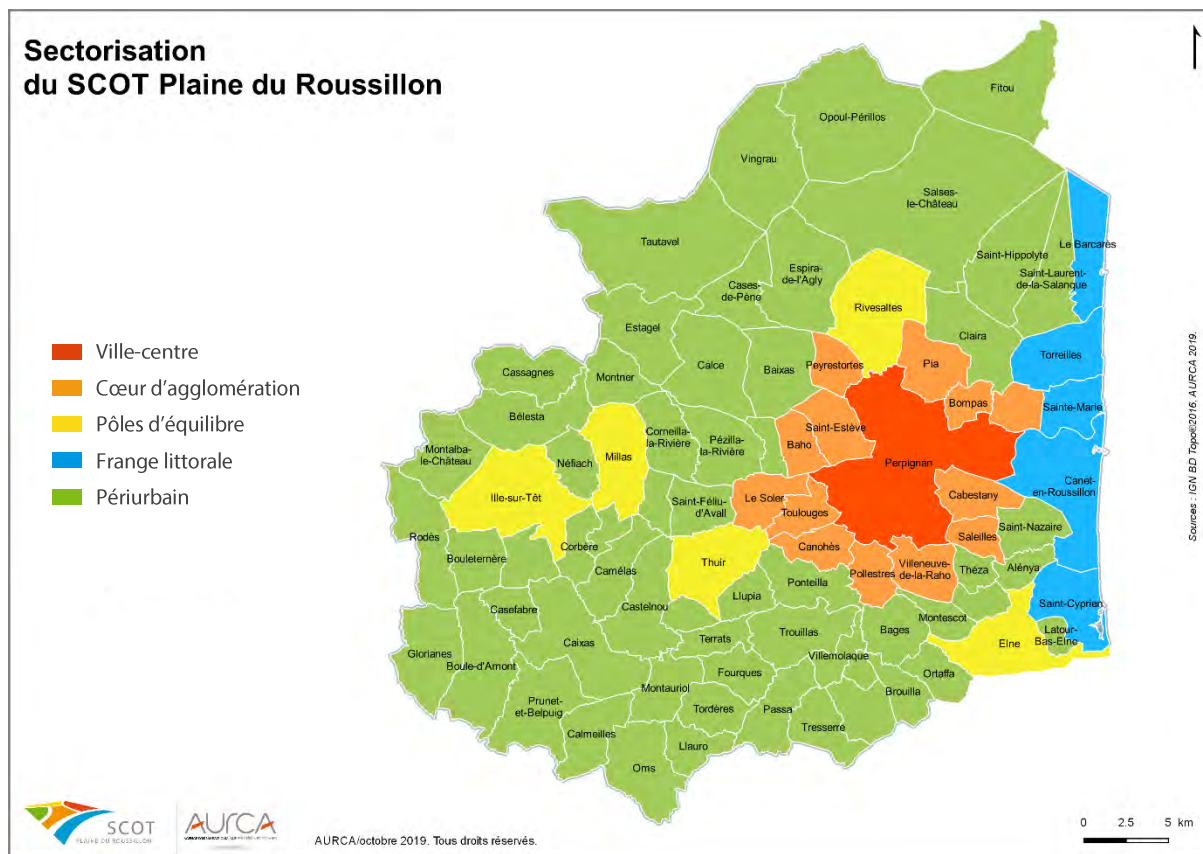 Sectorisation
du SCOT Plaine du Roussillon
Ville-centre
Cœur d'agglomération
Pôles d'équilibre
Frange littorale
Périurbain
Fitou
Opoul-Périllos
Vingrau
Salses-
le-Château
Tautavel
Le Barcarès
Saint-Hippolyte
Saint-Laurent-
de-la-Salanque
Espira-
de-l'Agly
Cases-
de-Pène
Rivesaltes
Estagel
Claira
Torreilles
Cassagnes
Montner
Calce
Baixas
Peyrestortes
Pia
Bélesta
Bompas
Sainte-Marie
Corneilla-
la-Rivière
Pézilla-
la-Rivière
Saint-Estève
Baho
Montalba-
le-Château
Néfiach
Millas
Perpignan
Canet-
en-Roussillon
Ille-sur-Têt
Saint-Féliu-
d'Avall
Le Soler
Toulouges
Cabestany
Saint-Nazaire
Rodès
Corbère
Canohès
Saleilles
Bouleternère
Thuir
Camélas
Ponteilla
Pollestres
Villeneuve-
de-la-Raho
Théza
Alénya
Llupia
Saint-Cyprien
Casefabre
Castelnou
Montescot
Caixas
Terrats
Trouillas
Bages
Elne
Latour-
Bas-Elne
Glorianes
Boule-d'Amont
Villemolaque
Fourques
Ortaffa
Montauriol
Brouilla
Prunet-
et-Belpuig
Tordères
Passa
Tresserre
Calmeilles
Llauro
Oms
Sources : IGN BD Topo®2016, AURCA 2019.
SCOT
PLAINE DU ROUSSILLON
AURCA
AURCA/octobre 2019. Tous droits réservés.
0 2.5 5 km